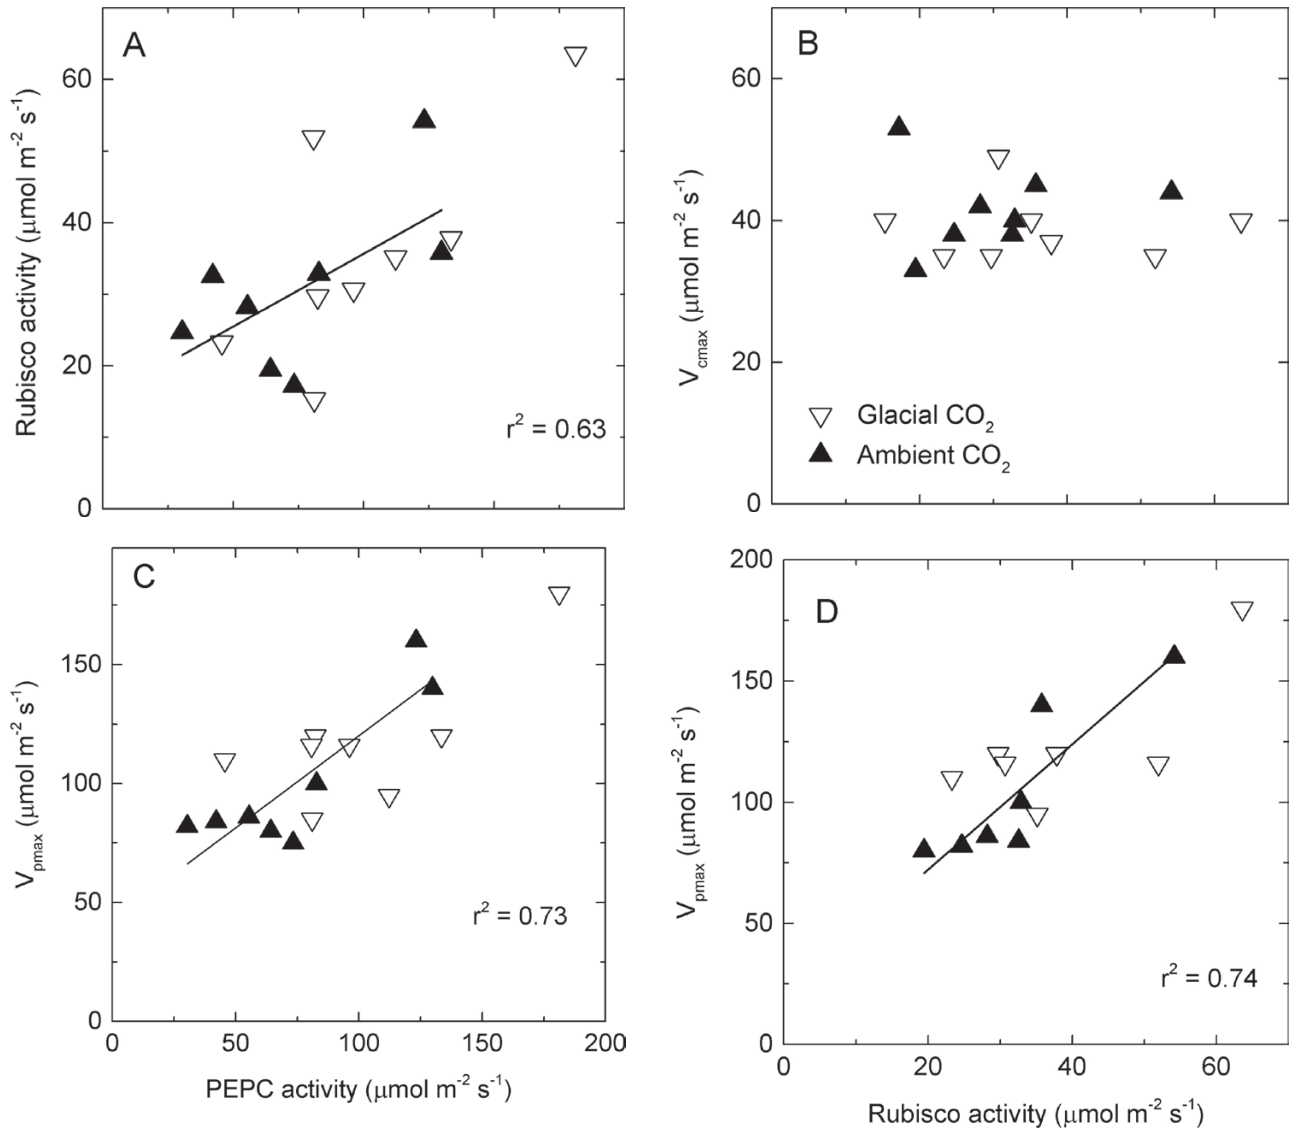 A
60
40
20
0
Rubisco activity (μmol m⁻² s⁻¹)
r² = 0.63
B
60
40
20
0
V_cmax (μmol m⁻² s⁻¹)
Glacial CO₂
Ambient CO₂
C
150
100
50
0
V_pmax (μmol m⁻² s⁻¹)
r² = 0.73
0 50 100 150 200
PEPC activity (μmol m⁻² s⁻¹)
D
200
150
100
50
0
V_pmax (μmol m⁻² s⁻¹)
r² = 0.74
0 20 40 60
Rubisco activity (μmol m⁻² s⁻¹)